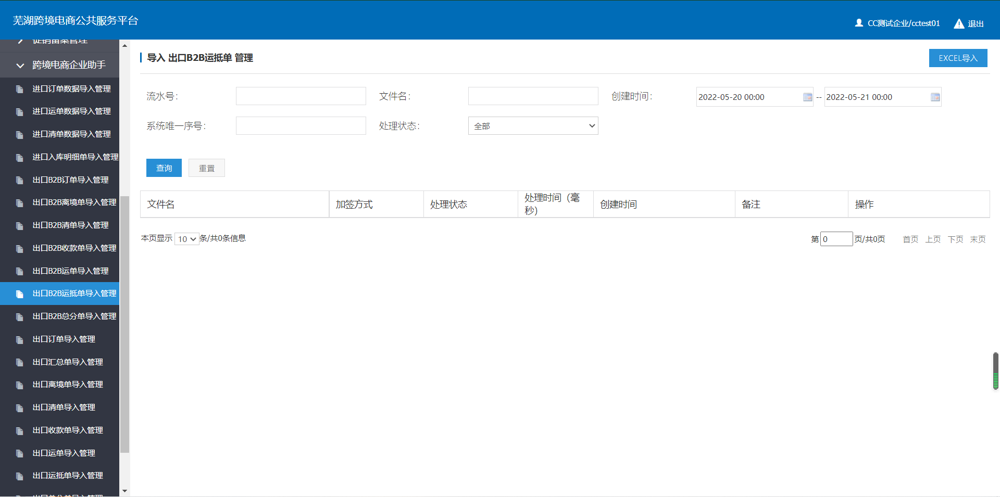 芜湖跨境电商公共服务平台
CC测试企业/cctest01
退出
促销备案管理
跨境电商企业助手
进口订单数据导入管理
进口运单数据导入管理
进口清单数据导入管理
进口入库明细单导入管理
出口B2B订单导入管理
出口B2B离境单导入管理
出口B2B清单导入管理
出口B2B收款单导入管理
出口B2B运单导入管理
出口B2B运抵单导入管理
出口B2B总分单导入管理
出口订单导入管理
出口汇总单导入管理
出口离境单导入管理
出口清单导入管理
出口收款单导入管理
出口运单导入管理
出口运抵单导入管理
出口总分单导入管理
导入 出口B2B运抵单 管理
EXCEL导入
流水号:
文件名:
创建时间:
2022-05-20 00:00
--
2022-05-21 00:00
系统唯一序号:
处理状态:
全部
查询
重置
文件名
加签方式
处理状态
处理时间（毫
秒）
创建时间
备注
操作
本页显示 10 条/共0条信息
第 0 页/共0页
首页 上页 下页 末页